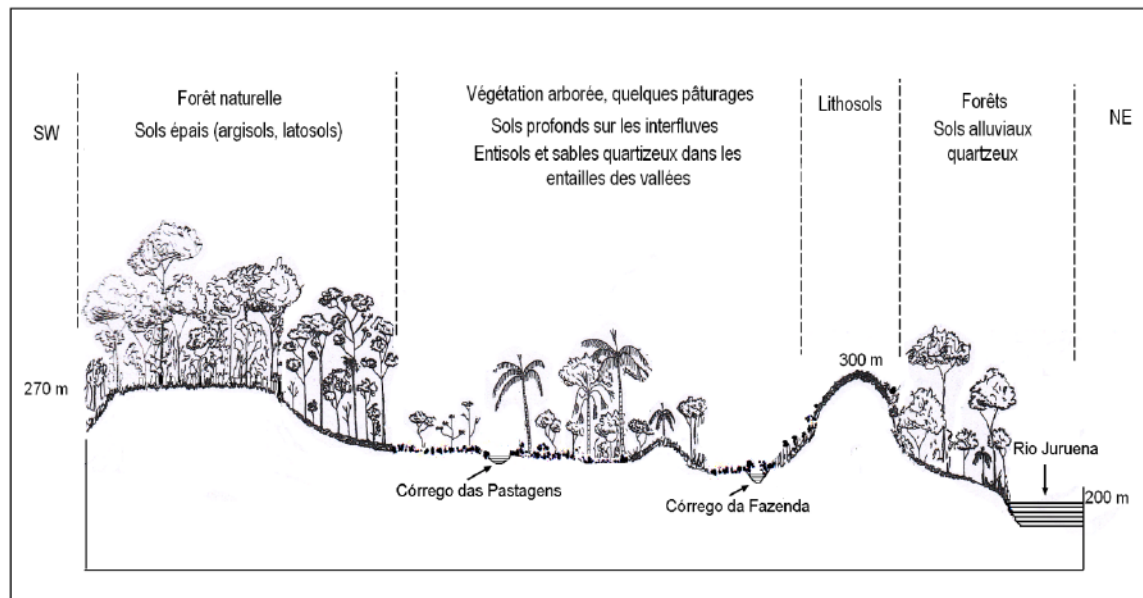 SW
Forêt naturelle
Sols épais (argisols, latosols)
Végétation arborée, quelques pâturages
Sols profonds sur les interfluves
Entisols et sables quartizeux dans les
entailles des vallées
Lithosols
Forêts
Sols alluviaux
quartzeux
NE
270 m
300 m
Rio Juruena
200 m
Córrego das Pastagens
Córrego da Fazenda